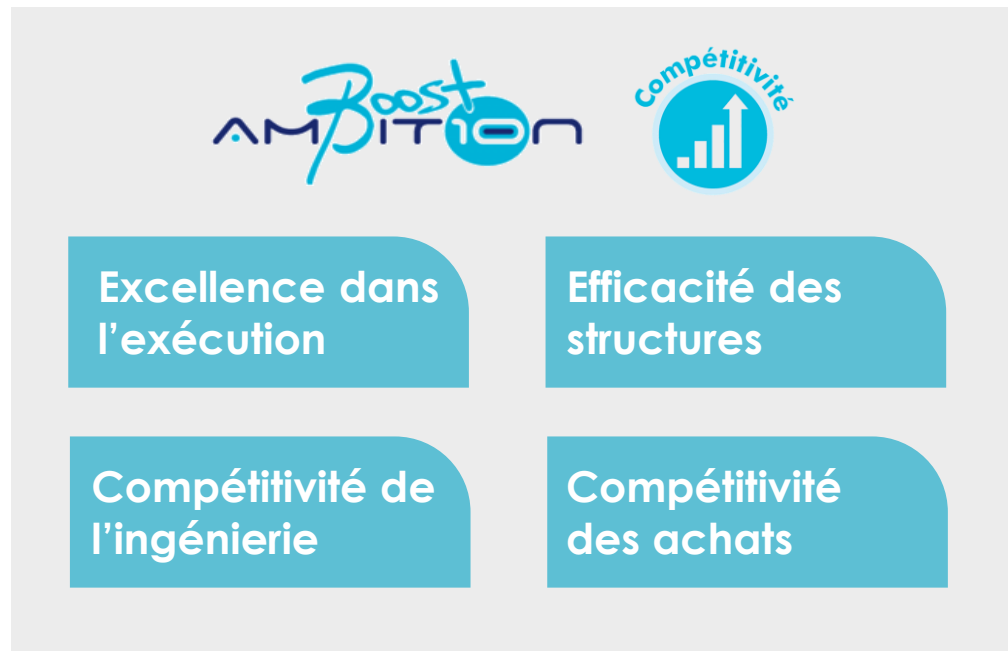 Boost
AMBITION
Compétitivité
Excellence dans
l’exécution
Efficacité des
structures
Compétitivité de
l’ingénierie
Compétitivité
des achats